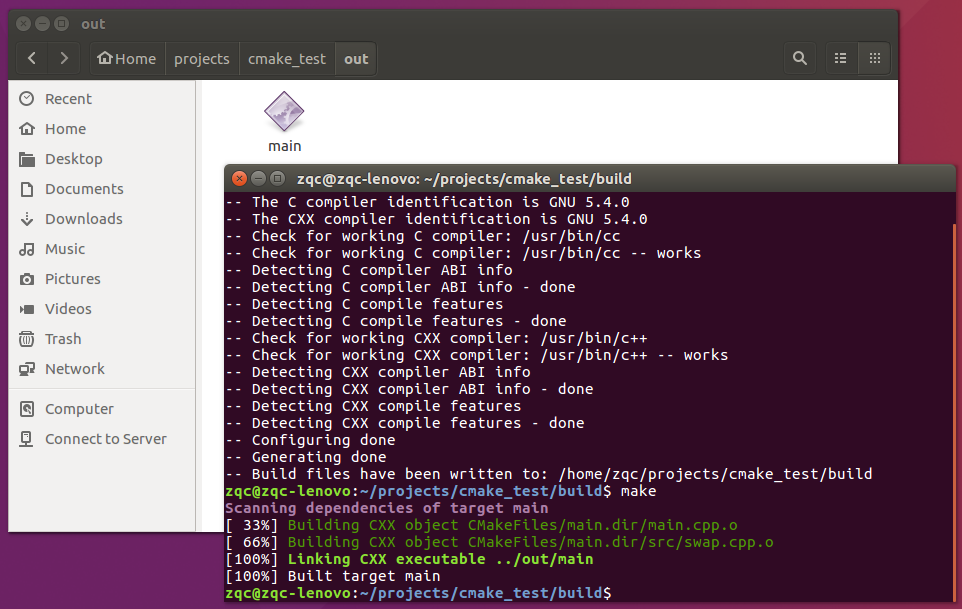 out
Home projects cmake_test out
Recent
Home
Desktop
Documents
Downloads
Music
Pictures
Videos
Trash
Network
Computer
Connect to Server
main
zqc@zqc-lenovo: ~/projects/cmake_test/build
-- The C compiler identification is GNU 5.4.0
-- The CXX compiler identification is GNU 5.4.0
-- Check for working C compiler: /usr/bin/cc
-- Check for working C compiler: /usr/bin/cc -- works
-- Detecting C compiler ABI info
-- Detecting C compiler ABI info - done
-- Detecting C compile features
-- Detecting C compile features - done
-- Check for working CXX compiler: /usr/bin/c++
-- Check for working CXX compiler: /usr/bin/c++ -- works
-- Detecting CXX compiler ABI info
-- Detecting CXX compiler ABI info - done
-- Detecting CXX compile features
-- Detecting CXX compile features - done
-- Configuring done
-- Generating done
-- Build files have been written to: /home/zqc/projects/cmake_test/build
zqc@zqc-lenovo:~/projects/cmake_test/build$ make
Scanning dependencies of target main
[ 33%] Building CXX object CMakeFiles/main.dir/main.cpp.o
[ 66%] Building CXX object CMakeFiles/main.dir/src/swap.cpp.o
[100%] Linking CXX executable ../out/main
[100%] Built target main
zqc@zqc-lenovo:~/projects/cmake_test/build$